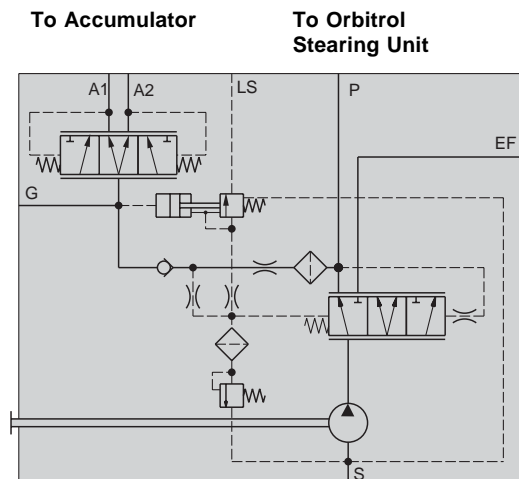 To Accumulator
To Orbitrol
Stearing Unit
A1
A2
LS
P
EF
G
S